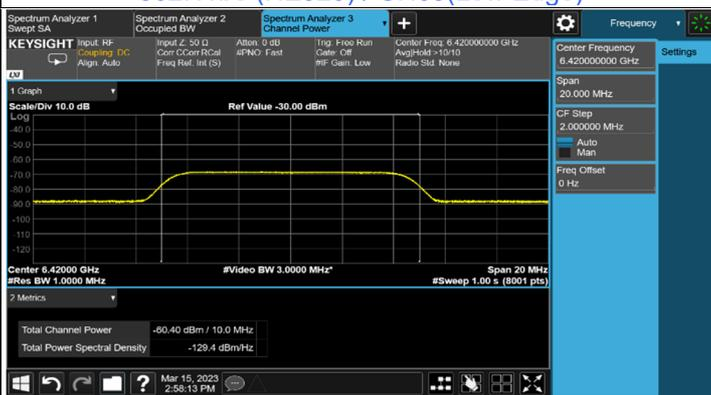 Spectrum Analyzer 1
Swept SA
Spectrum Analyzer 2
Occupied BW
Spectrum Analyzer 3
Channel Power
Frequency
KEYSIGHT
Input: RF
Coupling: DC
Align: Auto
Input Z: 50 Ω
Corr CCorr RCal
Freq Ref: Int (S)
Atten: 0 dB
#PNO: Fast
Trig: Free Run
Gate: Off
#IF Gain: Low
Center Freq: 6.420000000 GHz
Avg|Hold:>10/10
Radio Std: None
LXI
Center Frequency
6.420000000 GHz
Settings
Span
20.000 MHz
CF Step
2.000000 MHz
Auto
Man
Freq Offset
0 Hz
1 Graph
Scale/Div 10.0 dB
Ref Value -30.00 dBm
Log
-40.0
-50.0
-60.0
-70.0
-80.0
-90.0
-100
-110
-120
Center 6.42000 GHz
#Video BW 3.0000 MHz*
Span 20 MHz
#Res BW 1.0000 MHz
#Sweep 1.00 s (8001 pts)
2 Metrics
Total Channel Power
-60.40 dBm / 10.0 MHz
Total Power Spectral Density
-129.4 dBm/Hz
?
Mar 15, 2023
2:58:13 PM